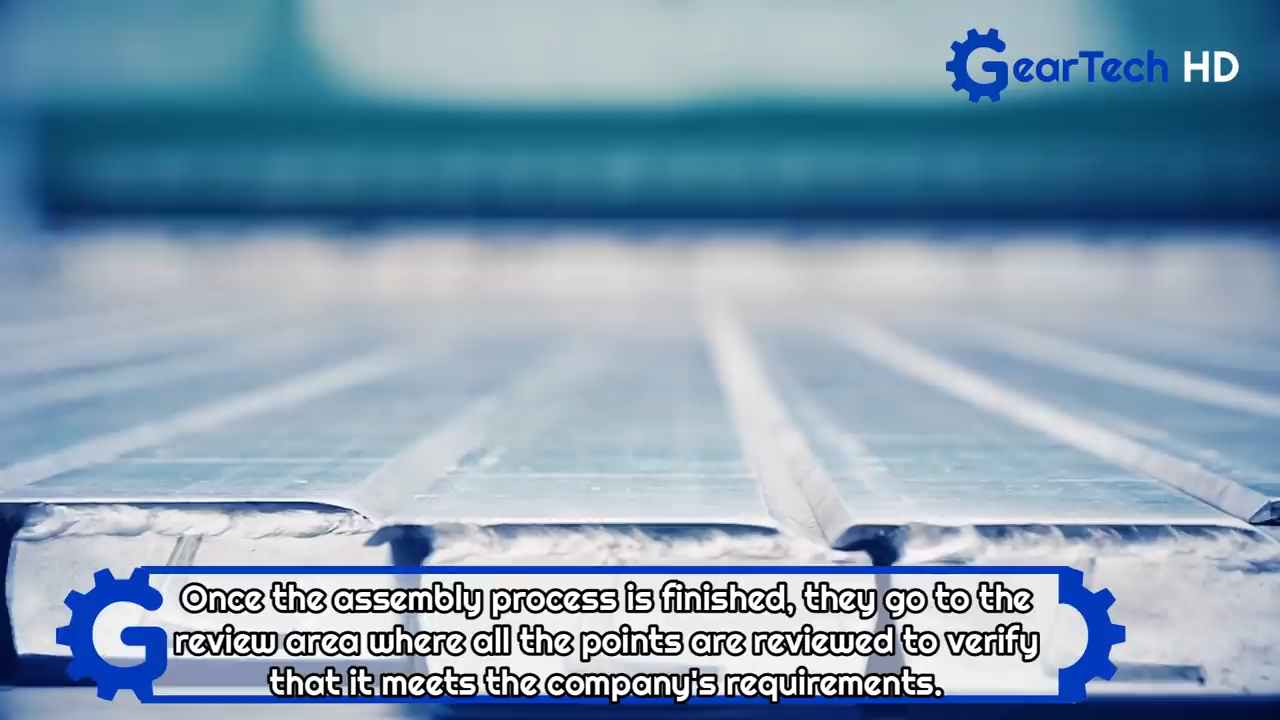 GearTech HD
G
Once the assembly process is finished, they go to the
review area where all the points are reviewed to verify
that it meets the company's requirements.